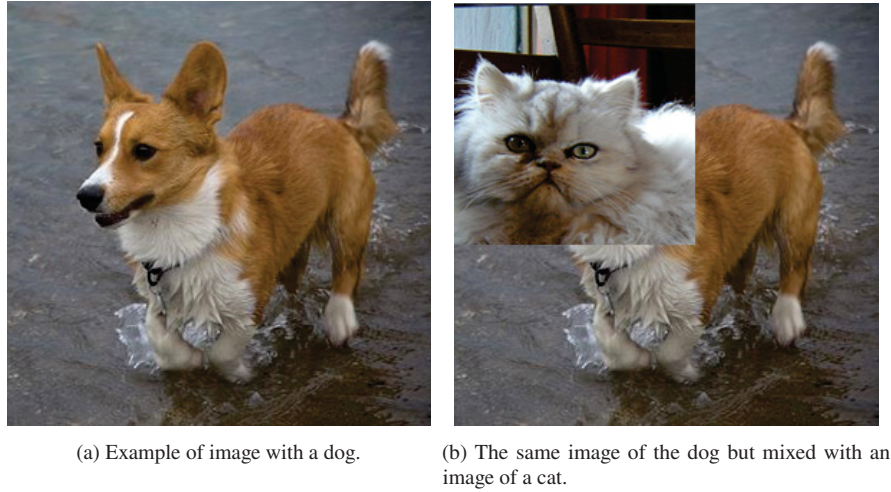 (a) Example of image with a dog.
(b) The same image of the dog but mixed with an
image of a cat.